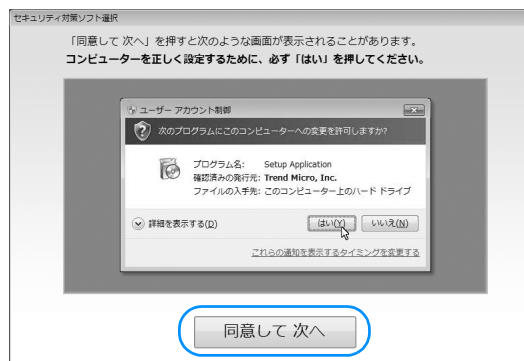 セキュリティ対策ソフト選択
「同意して 次へ」を押すと次のような画面が表示されることがあります。
コンピューターを正しく設定するために、必ず「はい」を押してください。
ユーザー アカウント制御
次のプログラムにこのコンピューターへの変更を許可しますか?
プログラム名: Setup Application
確認済みの発行元: Trend Micro, Inc.
ファイルの入手先: このコンピューター上のハード ドライブ
詳細を表示する(D) はい(Y) いいえ(N)
これらの通知を表示するタイミングを変更する
同意して 次へ